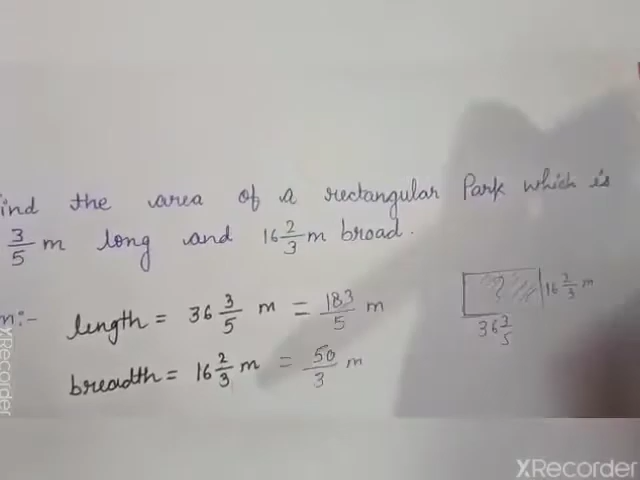 ind the area of a rectangular Park which is
3/5 m long and 16 2/3 m broad.
n:- length = 36 3/5 m = 183/5 m
breadth = 16 2/3 m = 50/3 m
? 16 2/3 m
36 3/5
XRecorder
XRecorder